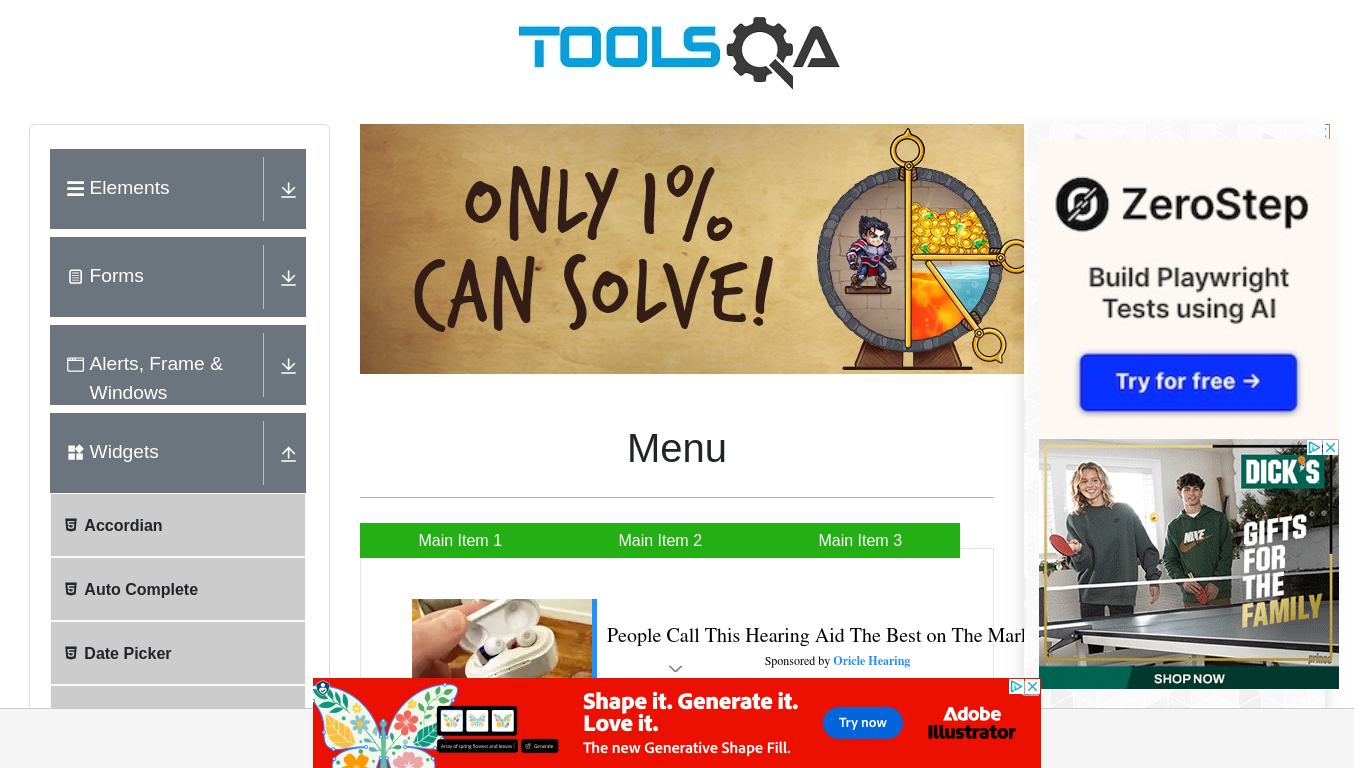 TOOLSQA
Elements
Forms
Alerts, Frame &
Windows
Widgets
Accordian
Auto Complete
Date Picker
ONLY 1%
CAN SOLVE!
Menu
Main Item 1
Main Item 2
Main Item 3
People Call This Hearing Aid The Best on The Mark
Sponsored by Oricle Hearing
ZeroStep
Build Playwright
Tests using AI
Try for free →
DICK'S
NIKE
GIFTS
FOR
THE
FAMILY
prince
SHOP NOW
Array of spring flowers and leaves
Generate
Shape it. Generate it.
Love it.
The new Generative Shape Fill.
Try now
Adobe
Illustrator